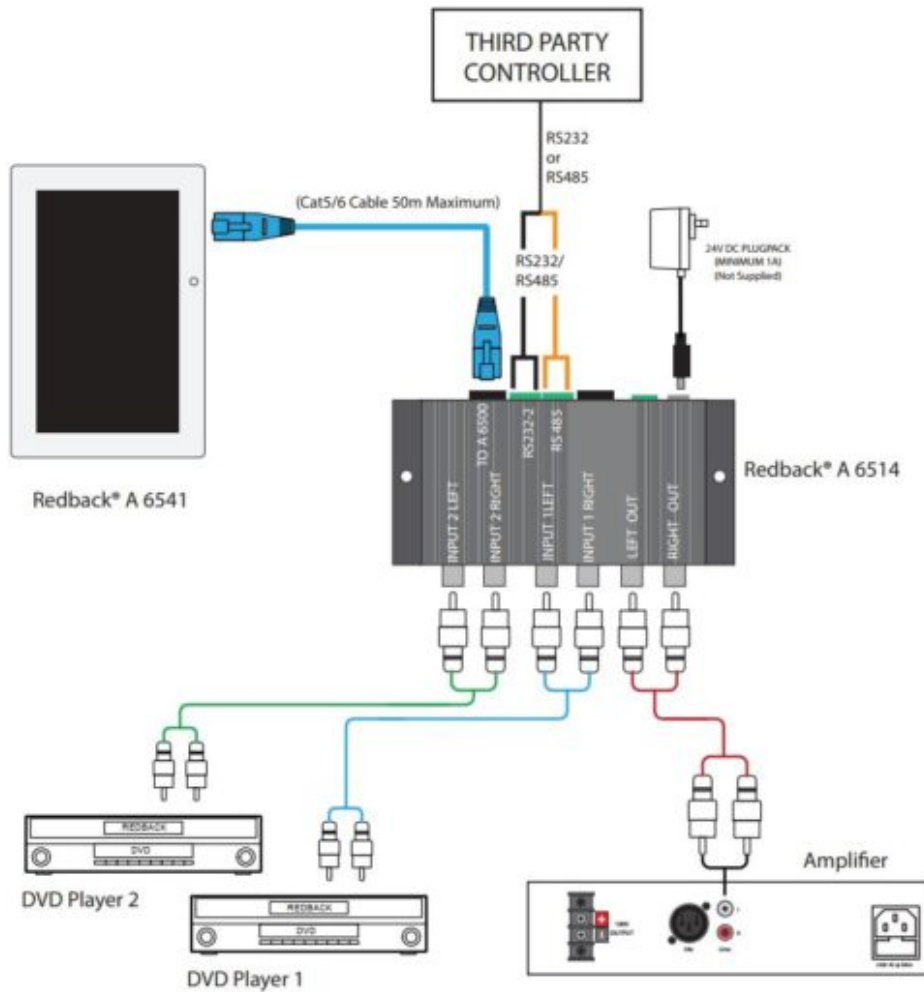 THIRD PARTY
CONTROLLER
RS232
or
RS485
(Cat5/6 Cable 50m Maximum)
RS232/
RS485
24V DC PLUGPACK
(MINIMUM 1A)
(Not Supplied)
Redback® A 6541
TO A 6500
RS232-2
RS485
Redback® A 6514
INPUT 2 LEFT
INPUT 2 RIGHT
INPUT 1LEFT
INPUT 1 RIGHT
LEFT OUT
RIGHT OUT
REDBACK
DVD
DVD Player 2
REDBACK
DVD
DVD Player 1
Amplifier
OUTPUT